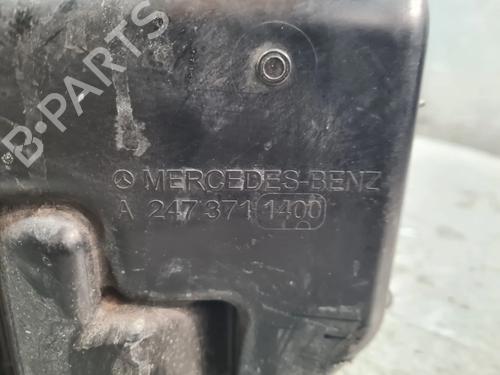 B-PARTS
MERCEDES-BENZ
A 247 371 1400